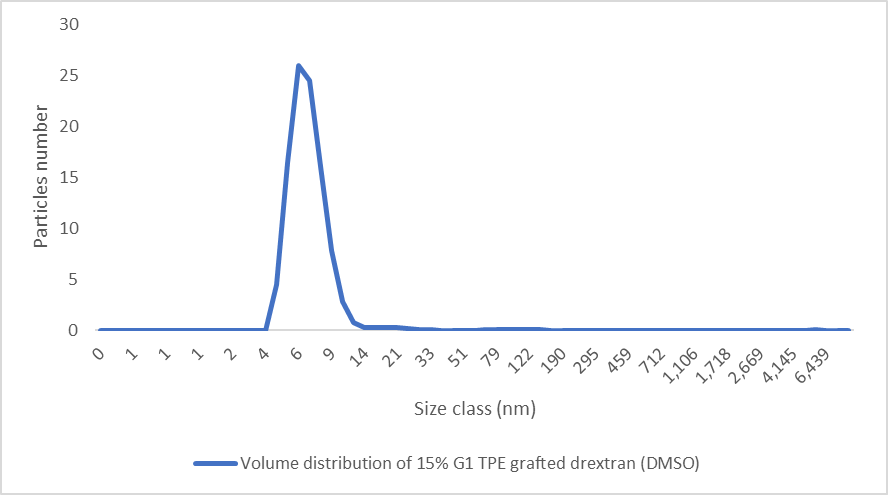 30
25
20
15
10
5
0
Particles number
0 1 1 1 2 4 6 9 14 21 33 51 79 122 190 295 459 712 1,106 1,718 2,669 4,145 6,439
Size class (nm)
Volume distribution of 15% G1 TPE grafted drextran (DMSO)